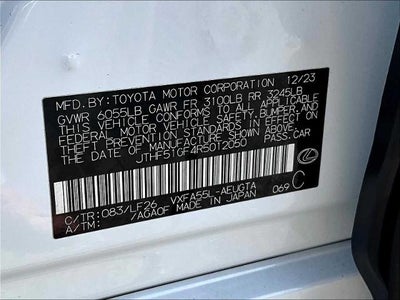 MFD.BY:TOYOTA MOTOR CORPORATION 12/23
GVWR 6055LB GAWR FR 3100LB RR 3245LB
THIS VEHICLE CONFORMS TO ALL APPLICABLE
FEDERAL MOTOR VEHICLE SAFETY, BUMPER, AND
THEFT PREVENTION STANDARDS IN EFFECT ON
THE DATE OF MANUFACTURE SHOWN ABOVE.
JTHF51GF4R5012050 PASS.CAR
C/TR:083/LF26 VXFA55L-AEUGTA 069 C
A/TM: /AGA0F MADE IN JAPAN